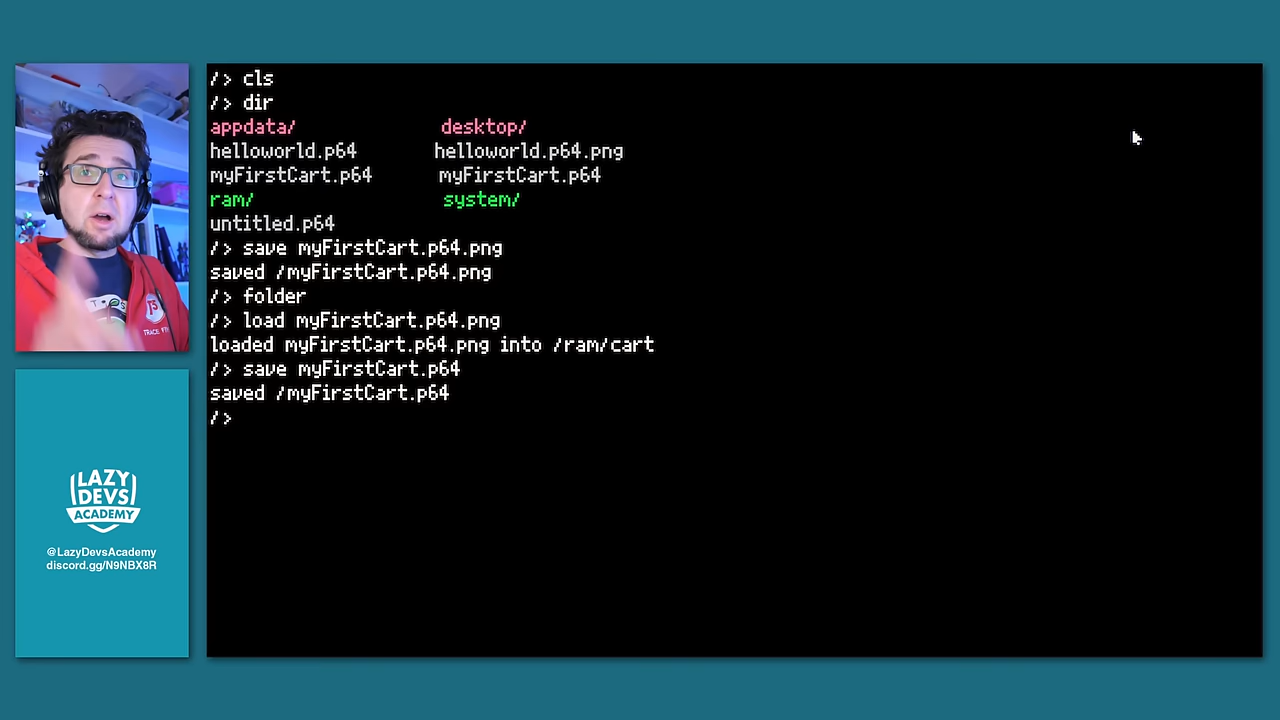 /> cls
/> dir
appdata/ desktop/
helloworld.p64 helloworld.p64.png
myFirstCart.p64 myFirstCart.p64
ram/ system/
untitled.p64
/> save myFirstCart.p64.png
saved /myFirstCart.p64.png
/> folder
/> load myFirstCart.p64.png
loaded myFirstCart.p64.png into /ram/cart
/> save myFirstCart.p64
saved /myFirstCart.p64
/>
LAZY
DEVS
ACADEMY
@LazyDevsAcademy
discord.gg/N9NBX8R